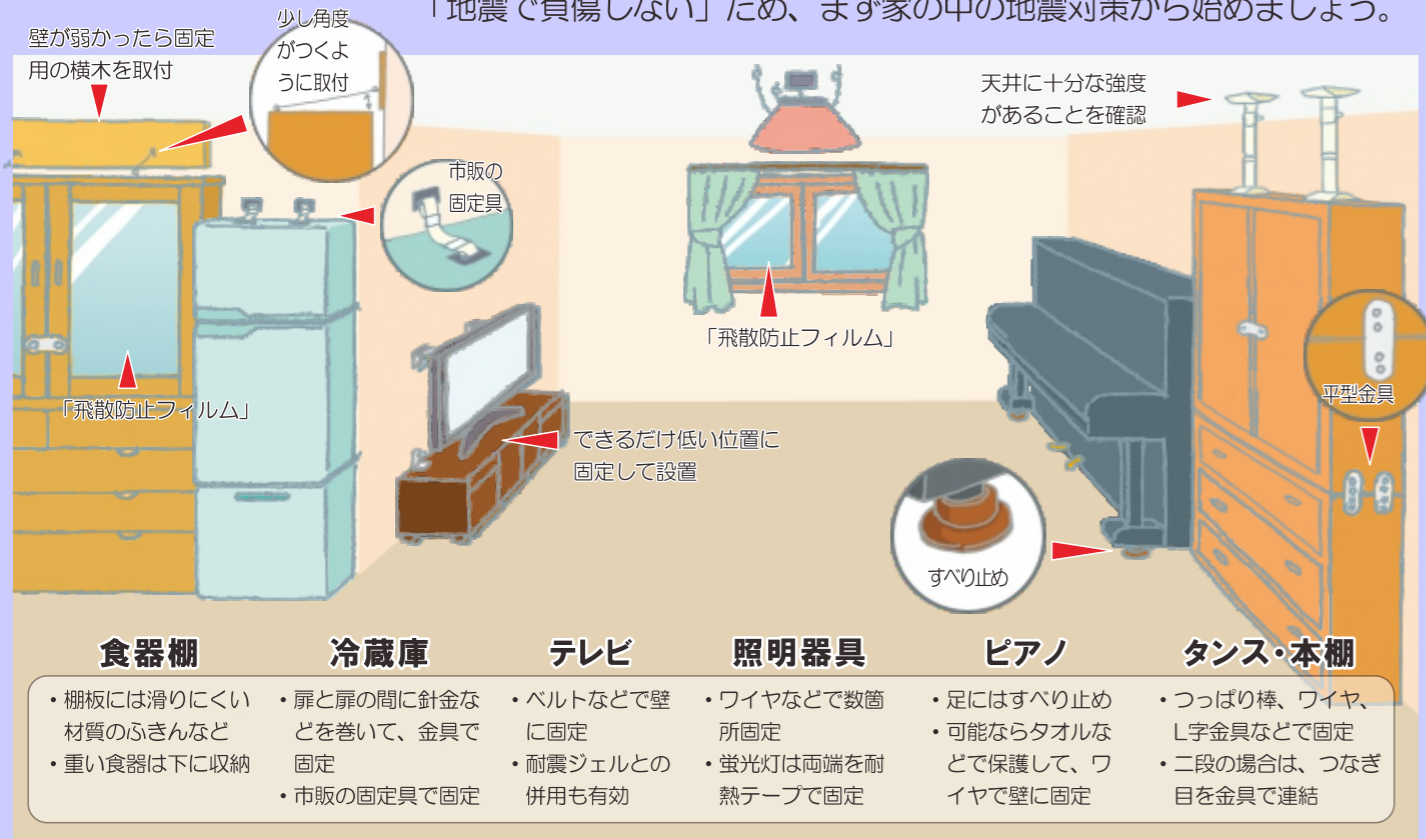 「地震で負傷しない」ため、まず家の中の地震対策から始めましょう。
壁が弱かったら固定
用の横木を取付
少し角度
がつくよ
うに取付
市販の
固定具
天井に十分な強度
があることを確認
「飛散防止フィルム」
「飛散防止フィルム」
平型金具
できるだけ低い位置に
固定して設置
すべり止め
食器棚
・棚板には滑りにくい
材質のふきんなど
・重い食器は下に収納
冷蔵庫
・扉と扉の間に針金な
どを巻いて、金具で
固定
・市販の固定具で固定
テレビ
・ベルトなどで壁
に固定
・耐震ジェルとの
併用も有効
照明器具
・ワイヤなどで数箇
所固定
・蛍光灯は両端を耐
熱テープで固定
ピアノ
・足にはすべり止め
・可能ならタオルな
どで保護して、ワ
イヤで壁に固定
タンス・本棚
・つっぱり棒、ワイヤ、
L字金具などで固定
・二段の場合は、つなぎ
目を金具で連結